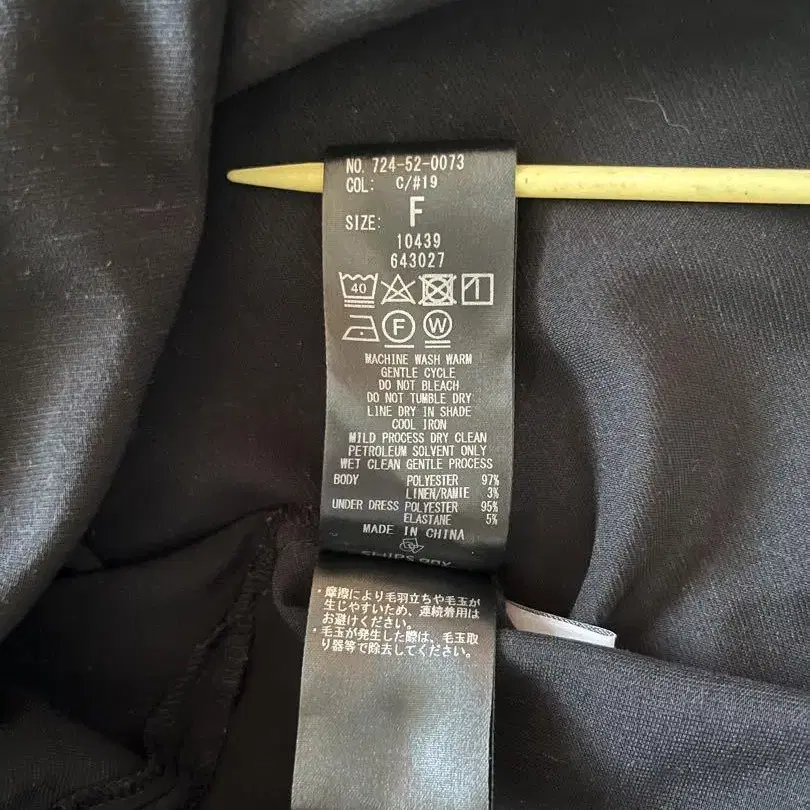 NO. 724-52-0073
COL: C/#19
SIZE: F
10439
643027
40
F W
MACHINE WASH WARM
GENTLE CYCLE
DO NOT BLEACH
DO NOT TUMBLE DRY
LINE DRY IN SHADE
COOL IRON
MILD PROCESS DRY CLEAN
PETROLEUM SOLVENT ONLY
WET CLEAN GENTLE PROCESS
BODY POLYESTER 97%
LINEN/RAMIE 3%
UNDER DRESS POLYESTER 95%
ELASTANE 5%
MADE IN CHINA
・摩擦により毛羽立ちや毛玉が
生じやすいため、連続着用は
お避けください。
・毛玉が発生した際は、毛玉取
り器等で除去してください。